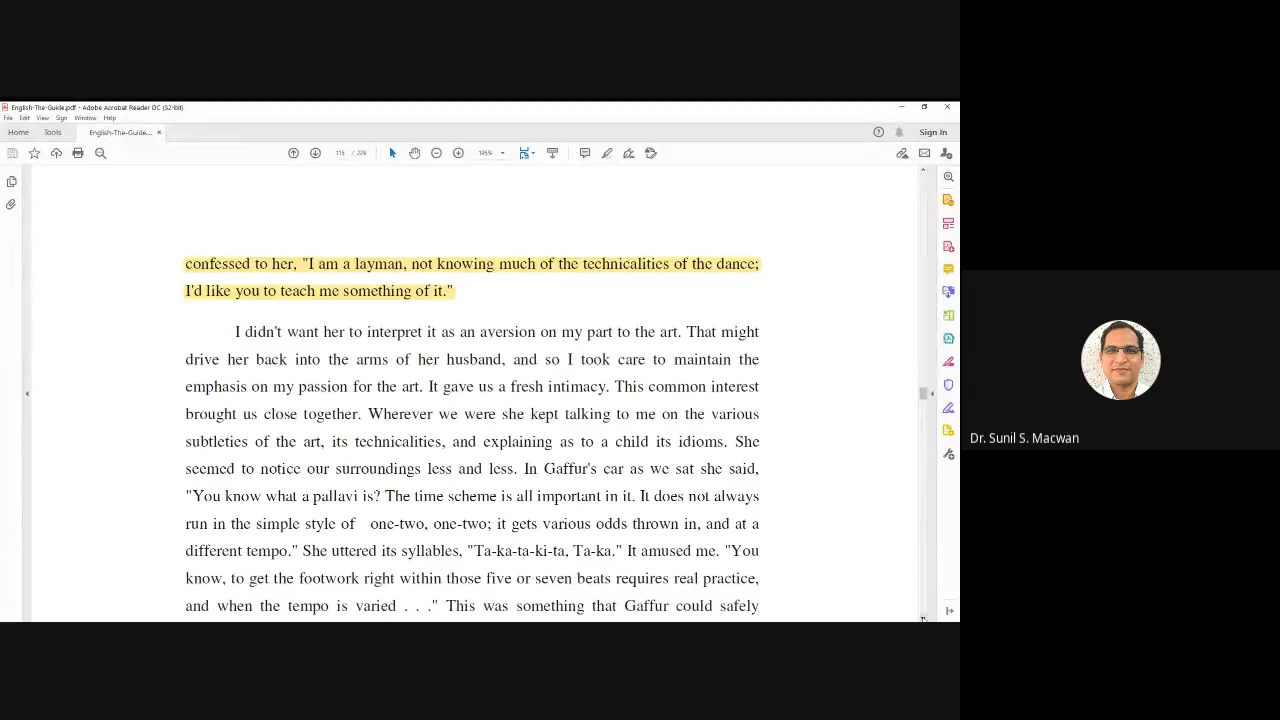 English-The-Guide.pdf - Adobe Acrobat Reader DC (32-bit)
File Edit View Sign Window Help
Home Tools English-The-Guide.... × Sign In
115 / 229 195%
confessed to her, "I am a layman, not knowing much of the technicalities of the dance;
I'd like you to teach me something of it."
I didn't want her to interpret it as an aversion on my part to the art. That might
drive her back into the arms of her husband, and so I took care to maintain the
emphasis on my passion for the art. It gave us a fresh intimacy. This common interest
brought us close together. Wherever we were she kept talking to me on the various
subtleties of the art, its technicalities, and explaining as to a child its idioms. She
seemed to notice our surroundings less and less. In Gaffur's car as we sat she said,
"You know what a pallavi is? The time scheme is all important in it. It does not always
run in the simple style of one-two, one-two; it gets various odds thrown in, and at a
different tempo." She uttered its syllables, "Ta-ka-ta-ki-ta, Ta-ka." It amused me. "You
know, to get the footwork right within those five or seven beats requires real practice,
and when the tempo is varied . . ." This was something that Gaffur could safely
Dr. Sunil S. Macwan